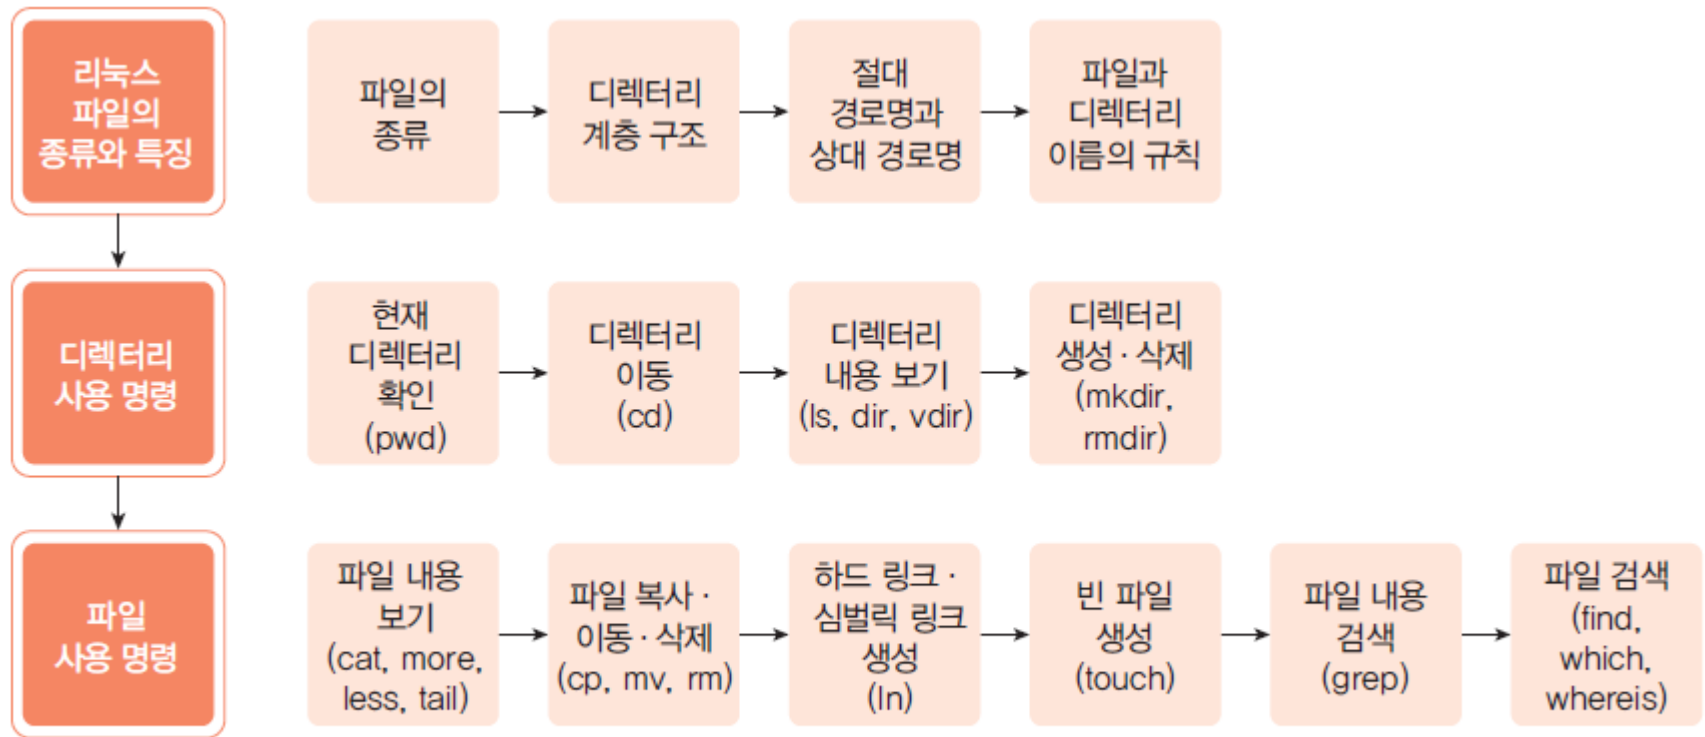 리눅스
파일의
종류와 특징
파일의
종류
디렉터리
계층 구조
절대
경로명과
상대 경로명
파일과
디렉터리
이름의 규칙
디렉터리
사용 명령
현재
디렉터리
확인
(pwd)
디렉터리
이동
(cd)
디렉터리
내용 보기
(ls, dir, vdir)
디렉터리
생성·삭제
(mkdir,
rmdir)
파일
사용 명령
파일 내용
보기
(cat, more,
less, tail)
파일 복사·
이동·삭제
(cp, mv, rm)
하드 링크·
심벌릭 링크
생성
(ln)
빈 파일
생성
(touch)
파일 내용
검색
(grep)
파일 검색
(find,
which,
whereis)